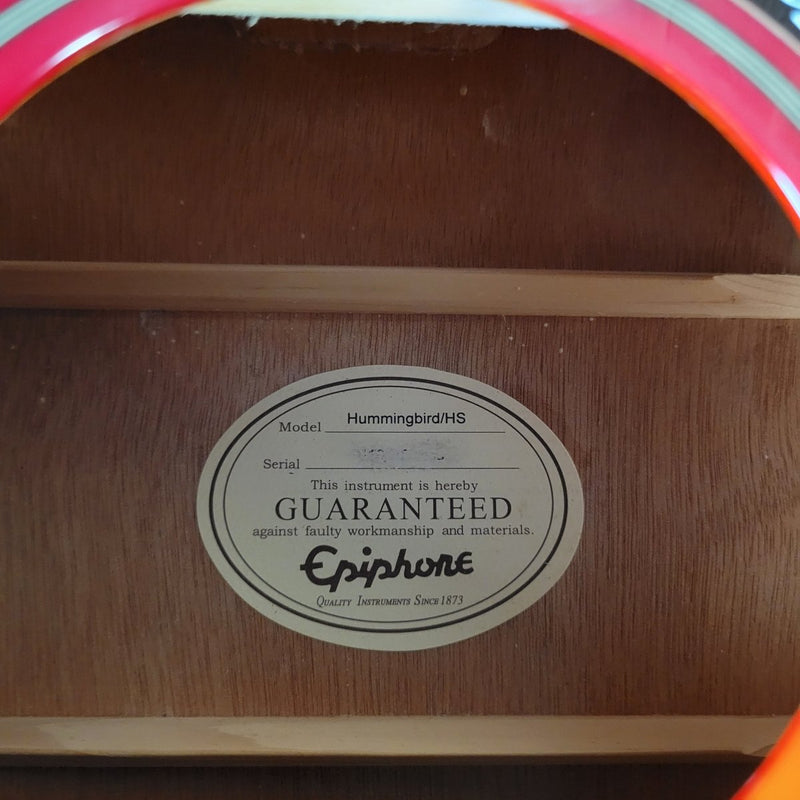 Model Hummingbird/HS
Serial
This instrument is hereby
GUARANTEED
against faulty workmanship and materials.
Epiphone
Quality Instruments Since 1873